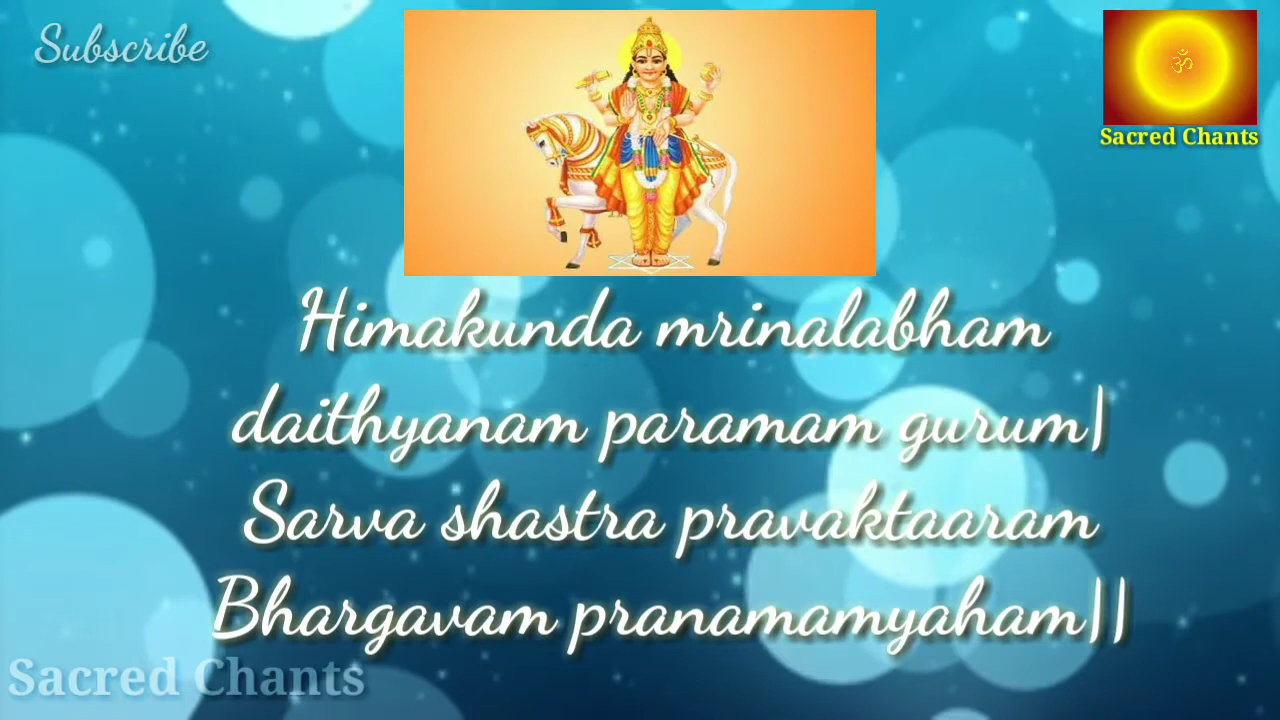 Subscribe
ॐ
Sacred Chants
Himakunda mrinalabham
daithyanam paramam gurum|
Sarva shastra pravaktaaram
Bhargavam pranamamyaham||
Sacred Chants